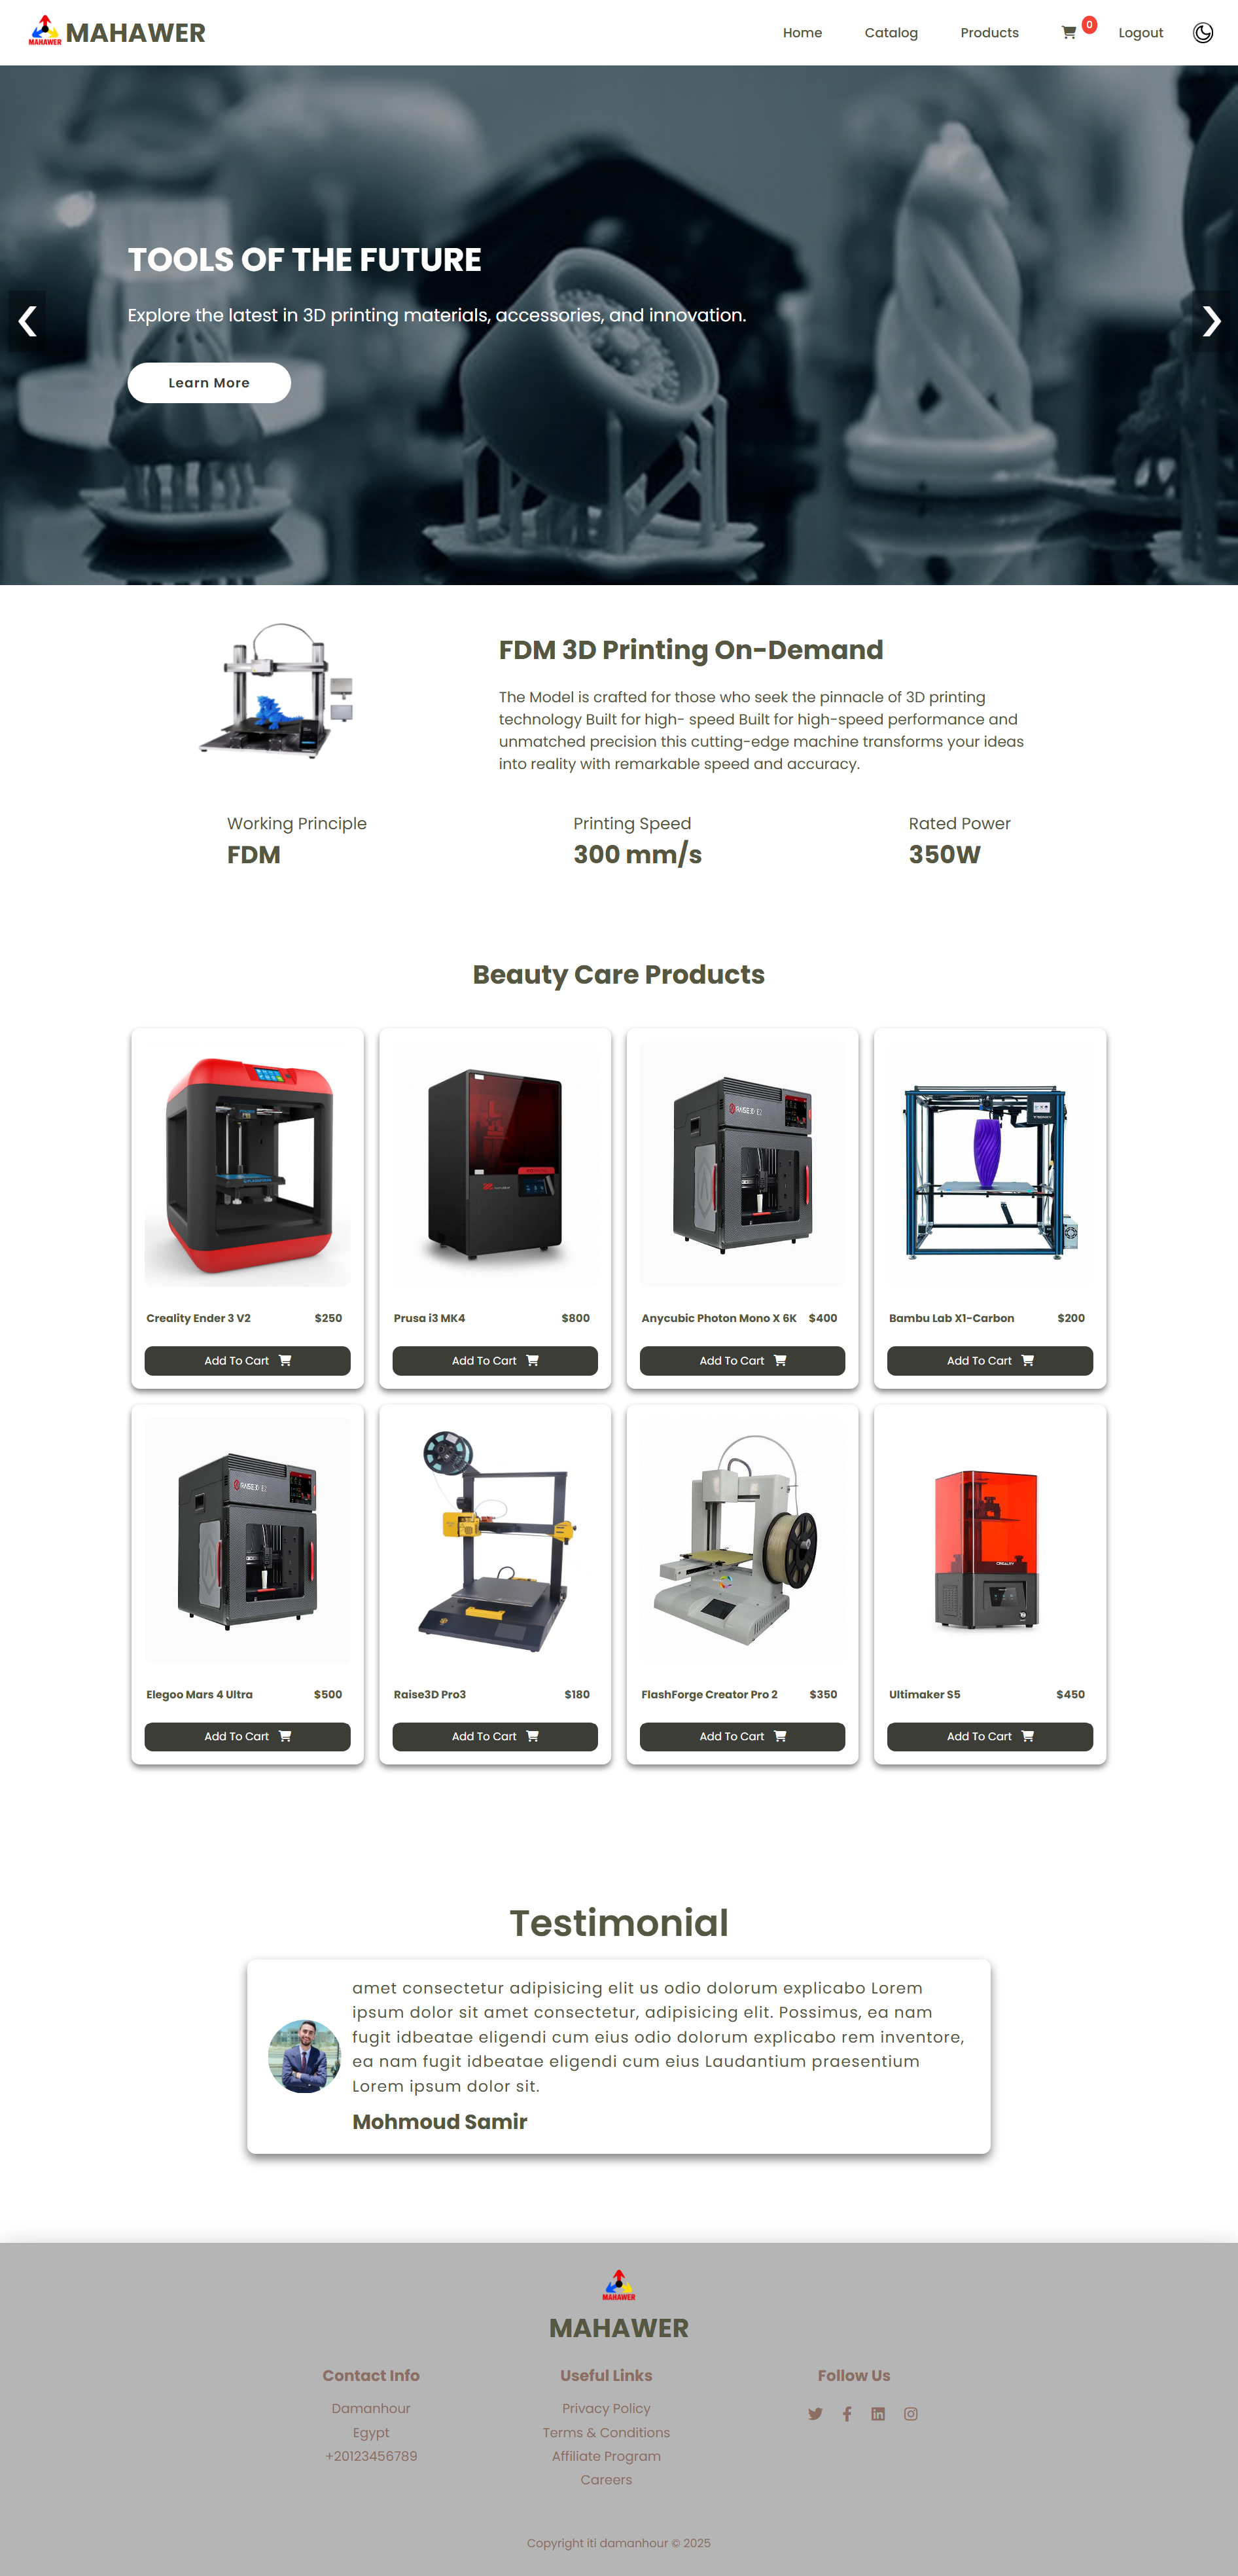 MAHAWER
MAHAWER
Home
Catalog
Products
0
Logout
TOOLS OF THE FUTURE
Explore the latest in 3D printing materials, accessories, and innovation.
Learn More
FDM 3D Printing On-Demand
The Model is crafted for those who seek the pinnacle of 3D printing
technology Built for high- speed Built for high-speed performance and
unmatched precision this cutting-edge machine transforms your ideas
into reality with remarkable speed and accuracy.
Working Principle
FDM
Printing Speed
300 mm/s
Rated Power
350W
Beauty Care Products
RAISE3D E2
Creality Ender 3 V2 $250
Prusa i3 MK4 $800
Anycubic Photon Mono X 6K $400
Bambu Lab X1-Carbon $200
Add To Cart
Add To Cart
Add To Cart
Add To Cart
RAISE3D E2
CREALITY
Elegoo Mars 4 Ultra $500
Raise3D Pro3 $180
FlashForge Creator Pro 2 $350
Ultimaker S5 $450
Add To Cart
Add To Cart
Add To Cart
Add To Cart
Testimonial
amet consectetur adipisicing elit us odio dolorum explicabo Lorem
ipsum dolor sit amet consectetur, adipisicing elit. Possimus, ea nam
fugit idbeatae eligendi cum eius odio dolorum explicabo rem inventore,
ea nam fugit idbeatae eligendi cum eius Laudantium praesentium
Lorem ipsum dolor sit.
Mohmoud Samir
MAHAWER
MAHAWER
Contact Info
Damanhour
Egypt
+20123456789
Useful Links
Privacy Policy
Terms & Conditions
Affiliate Program
Careers
Follow Us
Copyright iti damanhour © 2025